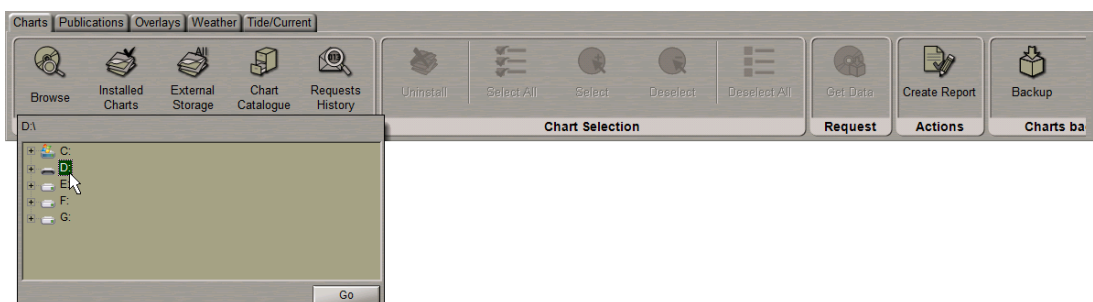 Charts Publications Overlays Weather Tide/Current
Browse Installed Charts External Storage Chart Catalogue Requests History Uninstall Select All Select Deselect Deselect All Get Data Create Report Backup
All
Chart Selection Request Actions Charts ba
D:\
C:
D:
E:
F:
G:
Go